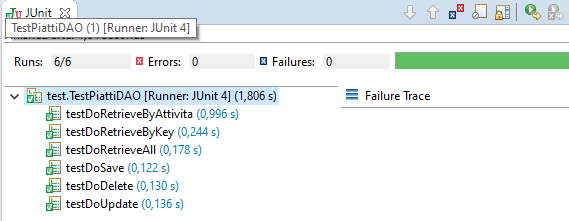 JUnit
TestPiattiDAO (1) [Runner: JUnit 4]
Runs: 6/6 Errors: 0 Failures: 0
test.TestPiattiDAO [Runner: JUnit 4] (1,806 s)
Failure Trace
testDoRetrieveByAttivita (0,996 s)
testDoRetrieveByKey (0,244 s)
testDoRetrieveAll (0,178 s)
testDoSave (0,122 s)
testDoDelete (0,130 s)
testDoUpdate (0,136 s)